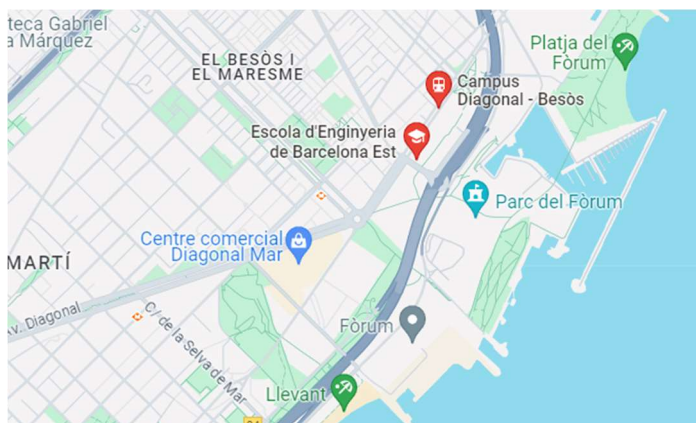 teca Gabriel
a Márquez
EL BESÒS I
EL MARESME
Platja del
Fòrum
Campus
Diagonal - Besòs
Escola d'Enginyeria
de Barcelona Est
Parc del Fòrum
Centre comercial
Diagonal Mar
MARTÍ
Av. Diagonal
C/ de la Selva de Mar
Fòrum
Llevant